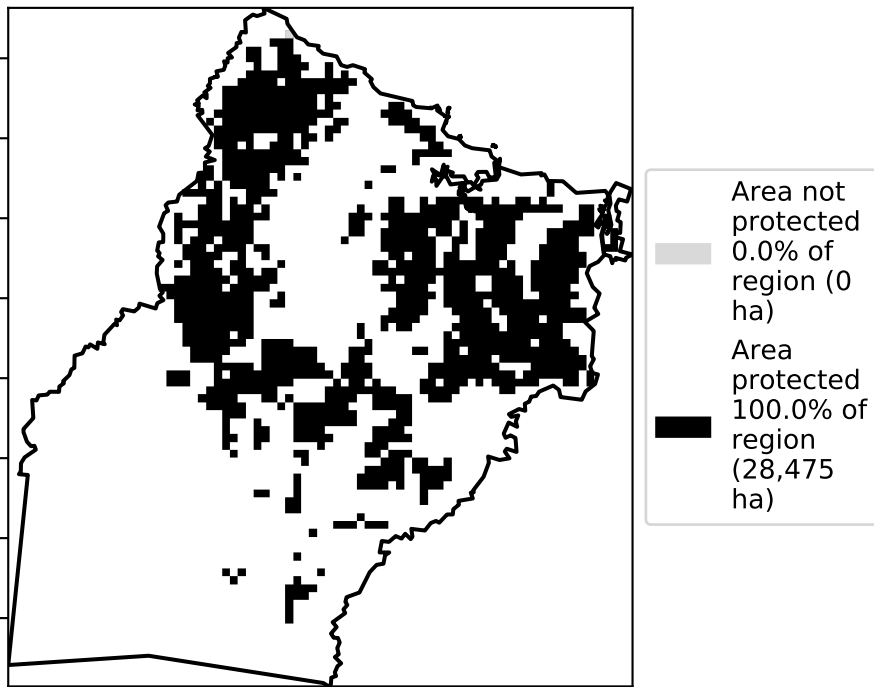 Area not
protected
0.0% of
region (0
ha)
Area
protected
100.0% of
region
(28,475
ha)